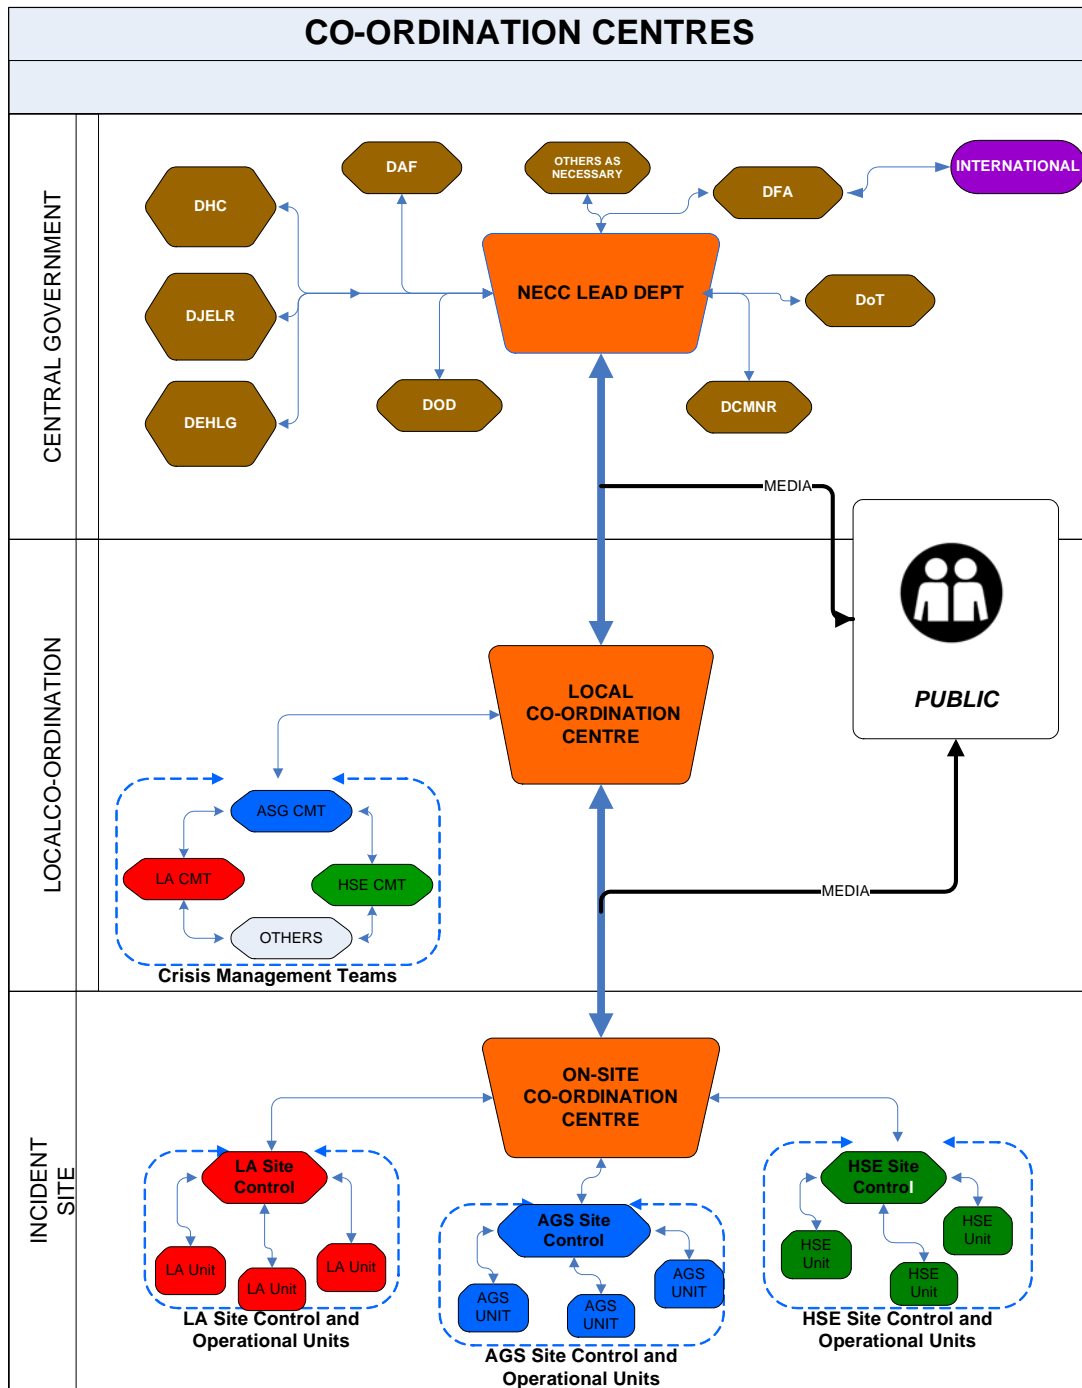 CO-ORDINATION CENTRES
CENTRAL GOVERNMENT
DAF
OTHERS AS
NECESSARY
INTERNATIONAL
DHC
DFA
NECC LEAD DEPT
DoT
DJELR
DOD
DCMNR
DEHLG
MEDIA
PUBLIC
LOCALCO-ORDINATION
LOCAL
CO-ORDINATION
CENTRE
ASG CMT
LA CMT
HSE CMT
OTHERS
Crisis Management Teams
MEDIA
INCIDENT
SITE
ON-SITE
CO-ORDINATION
CENTRE
LA Site
Control
LA Unit
LA Unit
LA Unit
LA Site Control and
Operational Units
AGS Site
Control
AGS
UNIT
AGS
UNIT
AGS
UNIT
AGS Site Control and
Operational Units
HSE Site
Control
HSE
Unit
HSE
Unit
HSE
Unit
HSE Site Control and
Operational Units